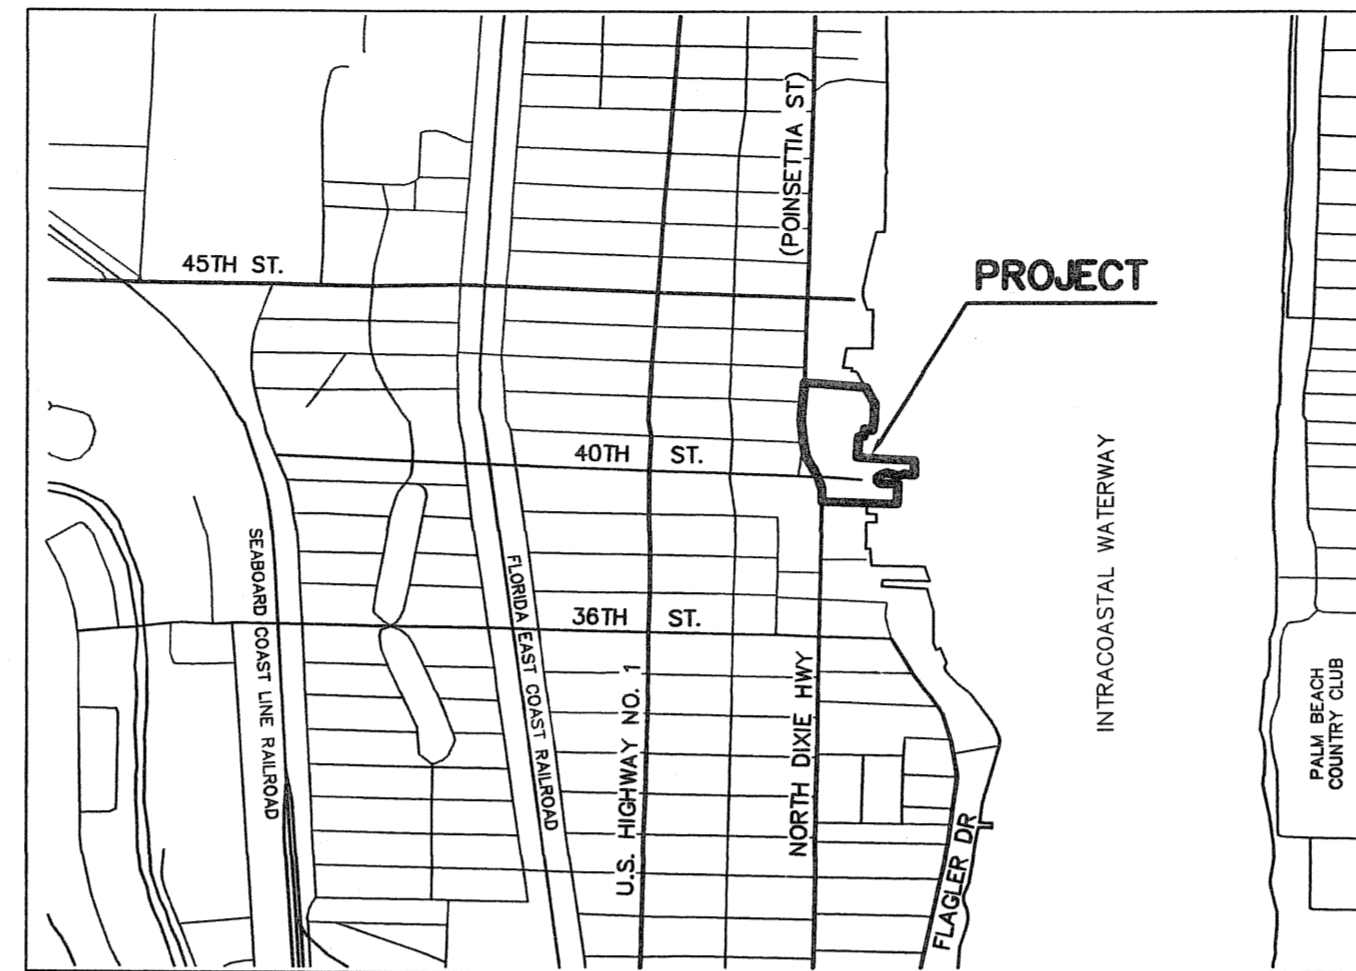 (POINSETTIA ST)
45TH ST.
PROJECT
40TH ST.
INTRACOASTAL WATERWAY
SEABOARD COAST LINE RAILROAD
FLORIDA EAST COAST RAILROAD
36TH ST.
U.S. HIGHWAY NO. 1
NORTH DIXIE HWY
PALM BEACH
COUNTRY CLUB
FLAGLER DR